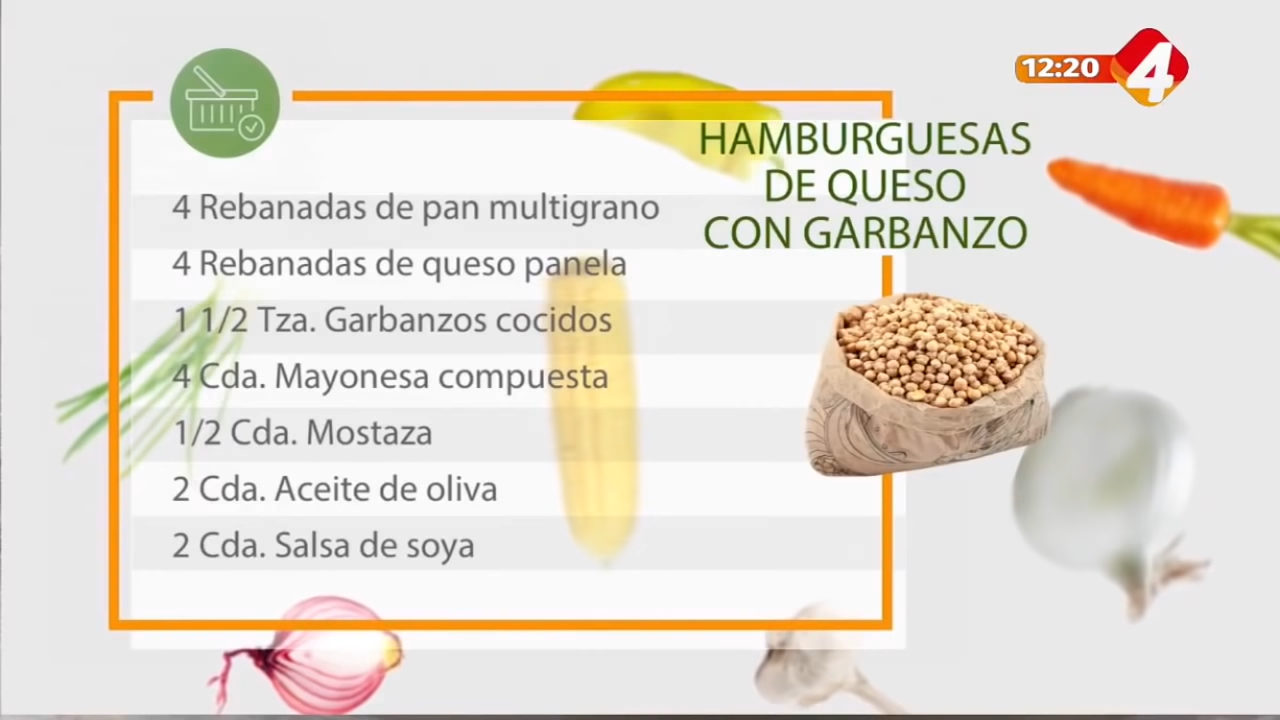 12:20
4
HAMBURGUESAS
DE QUESO
CON GARBANZO
4 Rebanadas de pan multigrano
4 Rebanadas de queso panela
1 1/2 Tza. Garbanzos cocidos
4 Cda. Mayonesa compuesta
1/2 Cda. Mostaza
2 Cda. Aceite de oliva
2 Cda. Salsa de soya